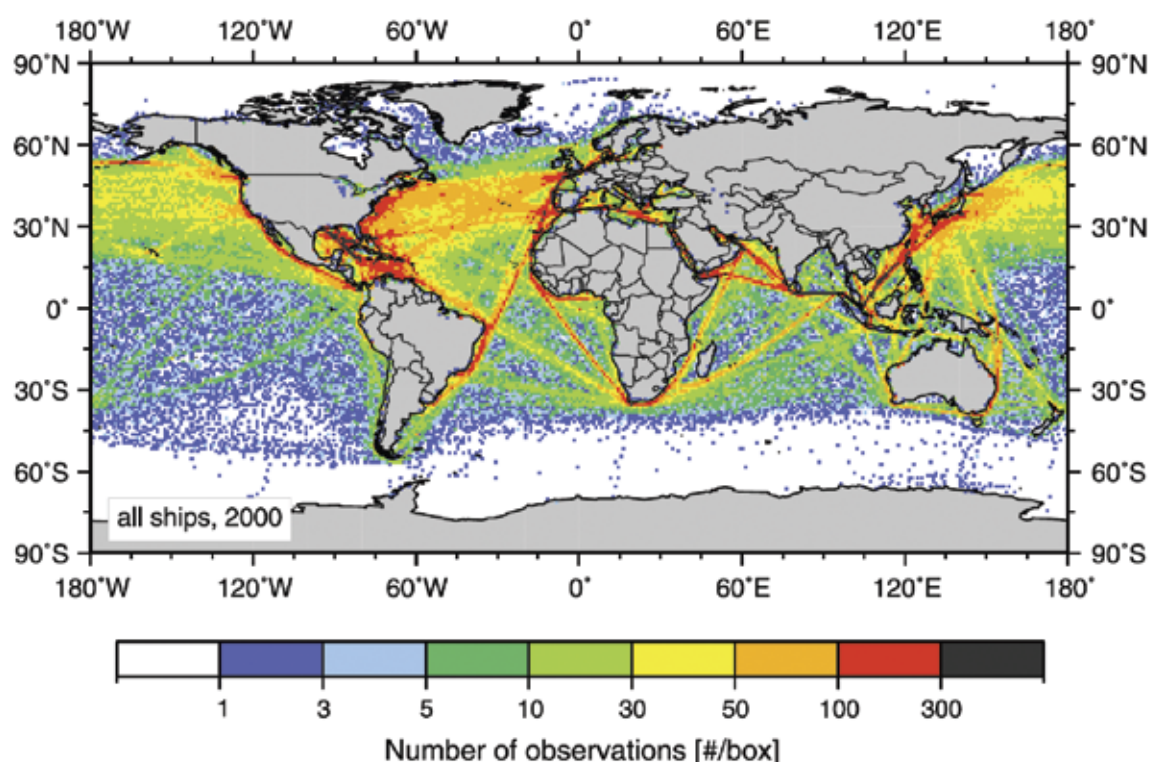 180˚W 120˚W 60˚W 0˚ 60˚E 120˚E 180˚
90˚N 90˚N
60˚N 60˚N
30˚N 30˚N
0˚ 0˚
30˚S 30˚S
60˚S 60˚S
all ships, 2000
90˚S 90˚S
180˚W 120˚W 60˚W 0˚ 60˚E 120˚E 180˚
1 3 5 10 30 50 100 300
Number of observations [#/box]